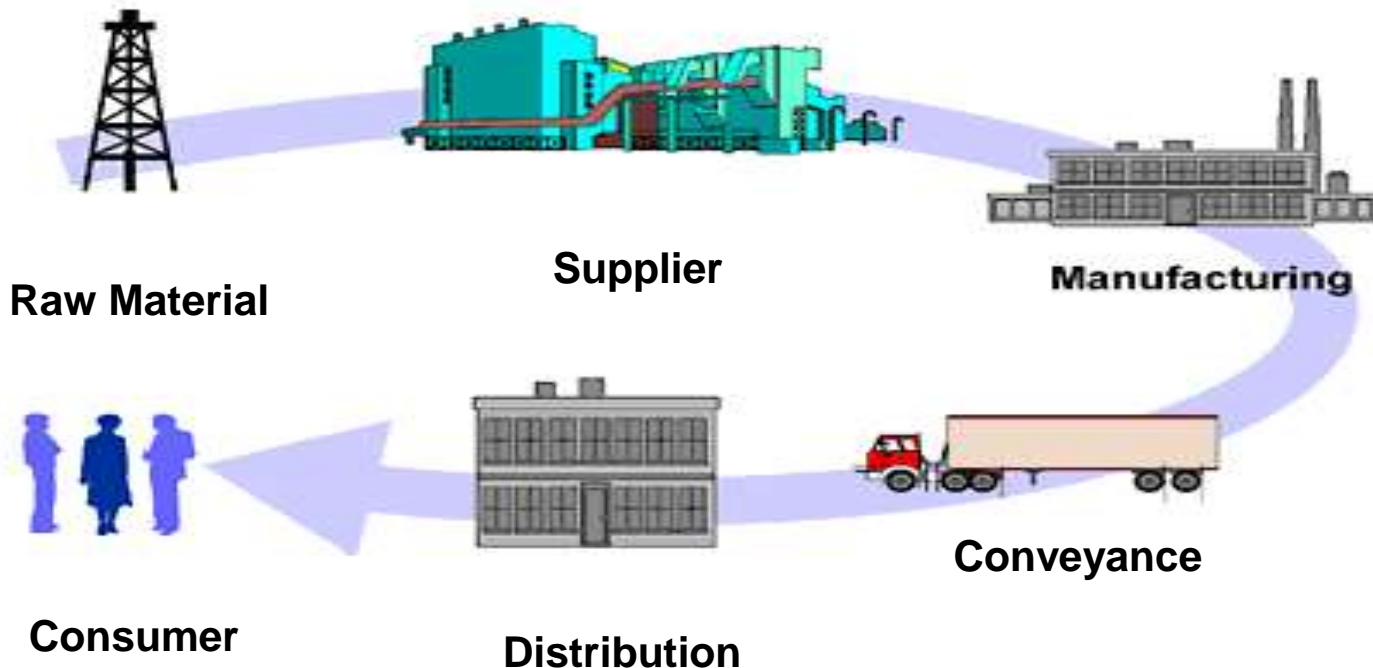 Raw Material
Supplier
Manufacturing
Conveyance
Distribution
Consumer